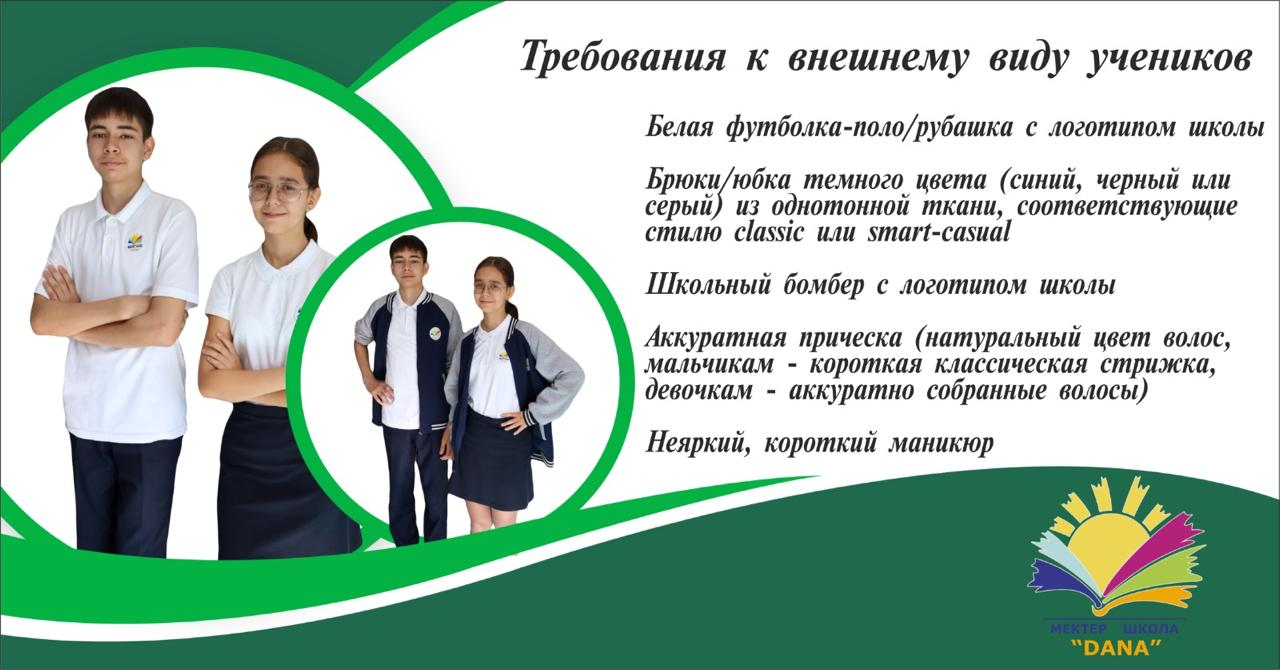 Требования к внешнему виду учеников
Белая футболка-поло/рубашка с логотипом школы
Брюки/юбка темного цвета (синий, черный или
серый) из однотонной ткани, соответствующие
стилю classic или smart-casual
Школьный бомбер с логотипом школы
Аккуратная прическа (натуральный цвет волос,
мальчикам - короткая классическая стрижка,
девочкам - аккуратно собранные волосы)
Неяркий, короткий маникюр
МЕКТЕР ШКОЛА
"DANA"